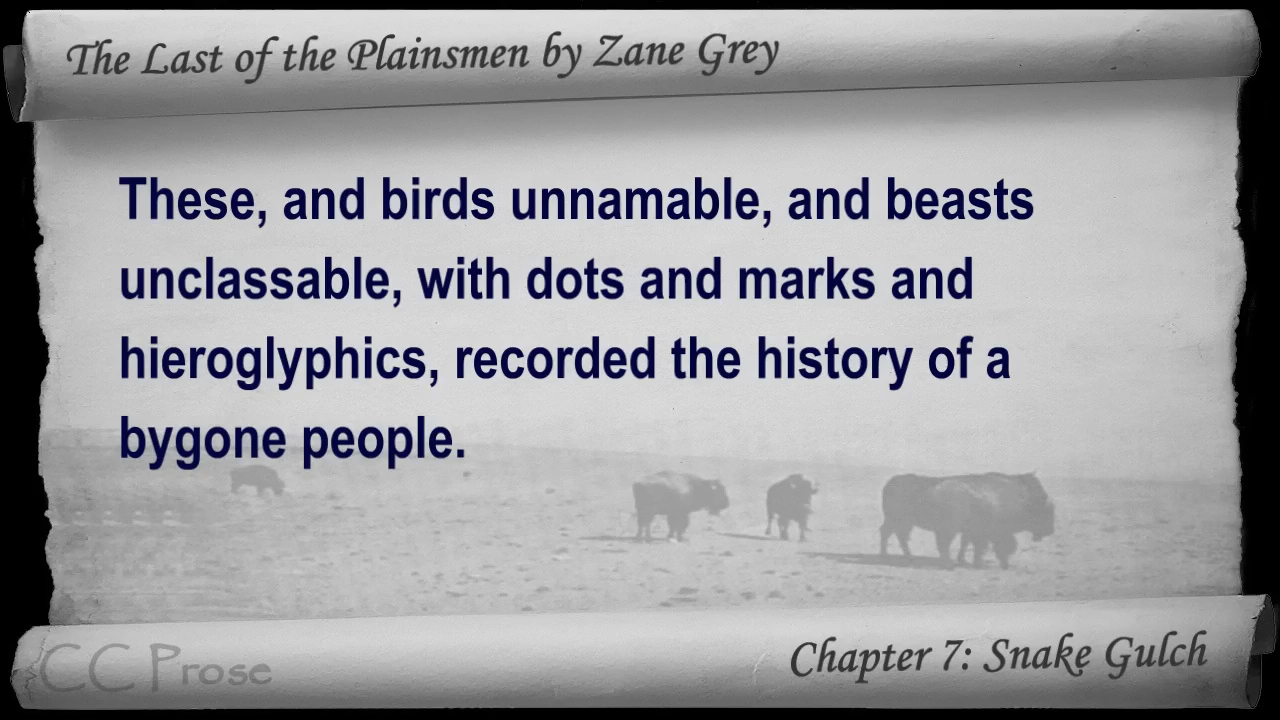 The Last of the Plainsmen by Zane Grey
These, and birds unnamable, and beasts
unclassable, with dots and marks and
hieroglyphics, recorded the history of a
bygone people.
CC Prose
Chapter 7: Snake Gulch